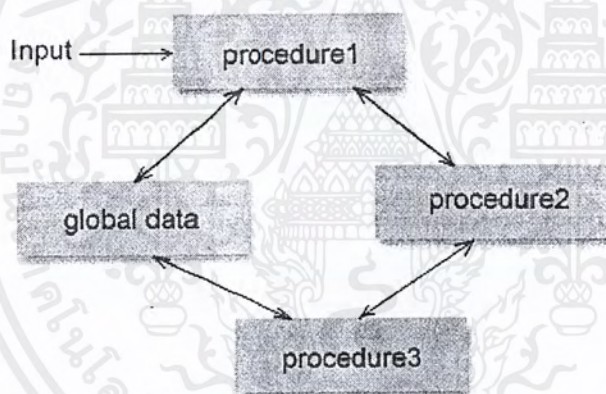 Input
procedure1
global data
procedure2
procedure3